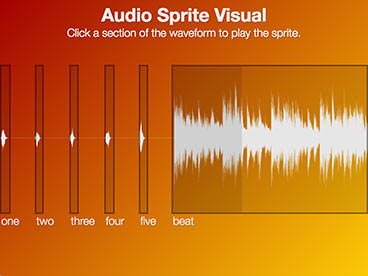 Audio Sprite Visual
Click a section of the waveform to play the sprite.
one two three four five beat